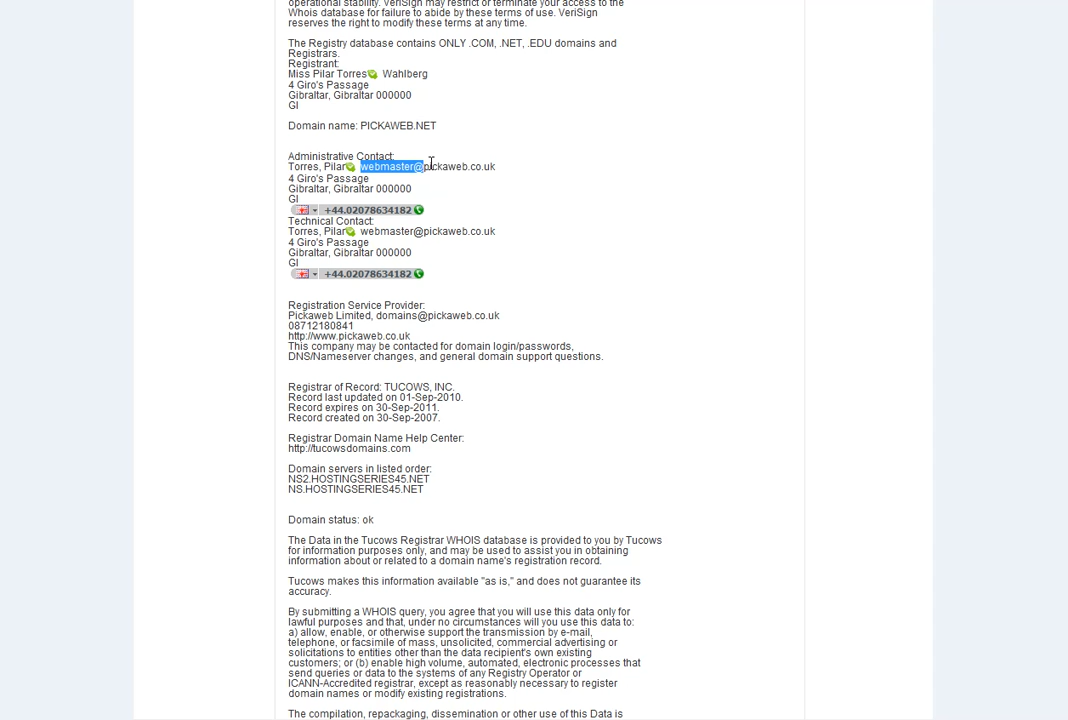 operational stability. VeriSign may restrict or terminate your access to the
Whois database for failure to abide by these terms of use. VeriSign
reserves the right to modify these terms at any time.
The Registry database contains ONLY .COM, .NET, .EDU domains and
Registrars.
Registrant:
Miss Pilar Torres Wahlberg
4 Giro's Passage
Gibraltar, Gibraltar 000000
GI
Domain name: PICKAWEB.NET
Administrative Contact:
Torres, Pilar webmaster@pickaweb.co.uk
4 Giro's Passage
Gibraltar, Gibraltar 000000
GI
+44.02078634182
Technical Contact:
Torres, Pilar webmaster@pickaweb.co.uk
4 Giro's Passage
Gibraltar, Gibraltar 000000
GI
+44.02078634182
Registration Service Provider:
Pickaweb Limited, domains@pickaweb.co.uk
08712180841
http://www.pickaweb.co.uk
This company may be contacted for domain login/passwords,
DNS/Nameserver changes, and general domain support questions.
Registrar of Record: TUCOWS, INC.
Record last updated on 01-Sep-2010.
Record expires on 30-Sep-2011.
Record created on 30-Sep-2007.
Registrar Domain Name Help Center:
http://tucowsdomains.com
Domain servers in listed order:
NS2.HOSTINGSERIES45.NET
NS.HOSTINGSERIES45.NET
Domain status: ok
The Data in the Tucows Registrar WHOIS database is provided to you by Tucows
for information purposes only, and may be used to assist you in obtaining
information about or related to a domain name's registration record.
Tucows makes this information available "as is," and does not guarantee its
accuracy.
By submitting a WHOIS query, you agree that you will use this data only for
lawful purposes and that, under no circumstances will you use this data to:
a) allow, enable, or otherwise support the transmission by e-mail,
telephone, or facsimile of mass, unsolicited, commercial advertising or
solicitations to entities other than the data recipient's own existing
customers; or (b) enable high volume, automated, electronic processes that
send queries or data to the systems of any Registry Operator or
ICANN-Accredited registrar, except as reasonably necessary to register
domain names or modify existing registrations.
The compilation, repackaging, dissemination or other use of this Data is